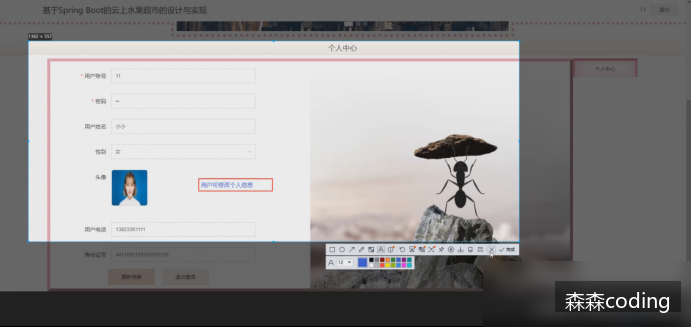 基于Spring Boot的云上水果超市的设计与实现
11
退出
1362 × 557
个人中心
个人中心
* 用户账号
11
* 密码
用户姓名
小小
性别
女
头像
用户可修改个人信息
用户电话
13823381111
A
完成
身份证号
A
12
更新信息
退出登录
森森coding